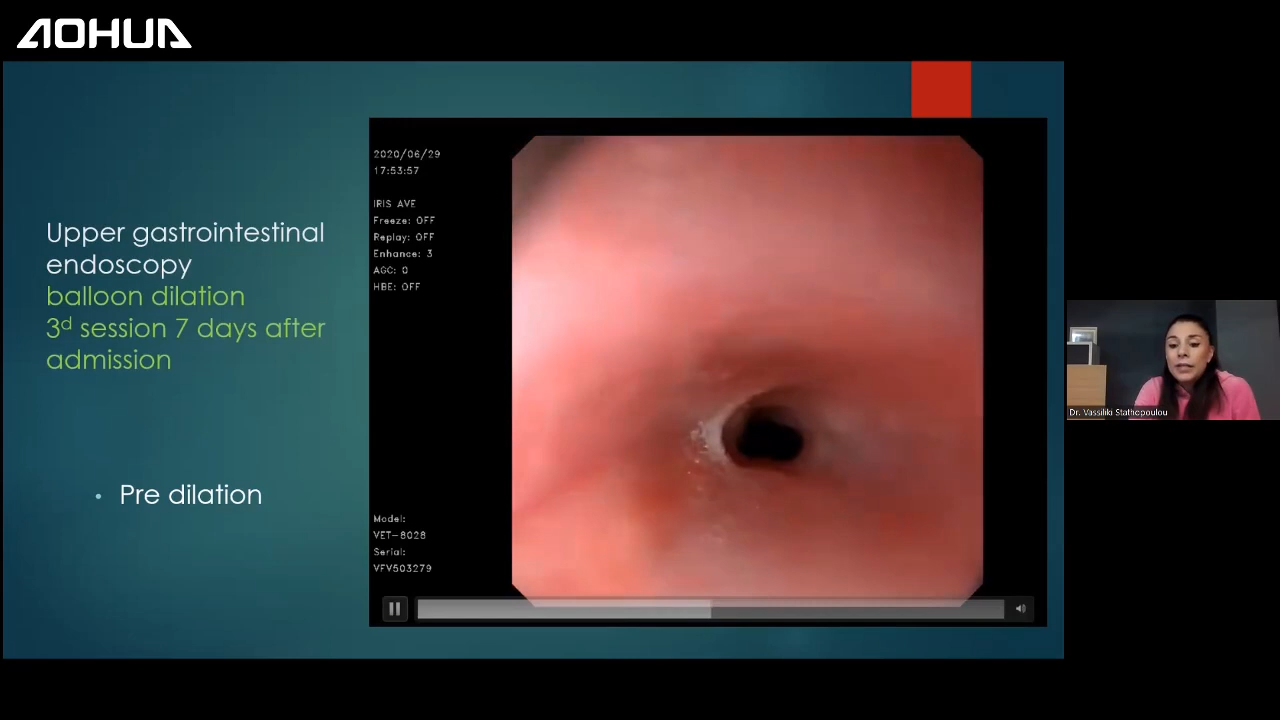 AOHUA
Upper gastrointestinal
endoscopy
balloon dilation
3ᵈ session 7 days after
admission
• Pre dilation
2020/06/29
17:53:57
IRIS AVE
Freeze: OFF
Replay: OFF
Enhance: 3
AGC: 0
HBE: OFF
Model:
VET-8028
Serial:
VFV503279
Dr. Vassiliki Stathopoulou